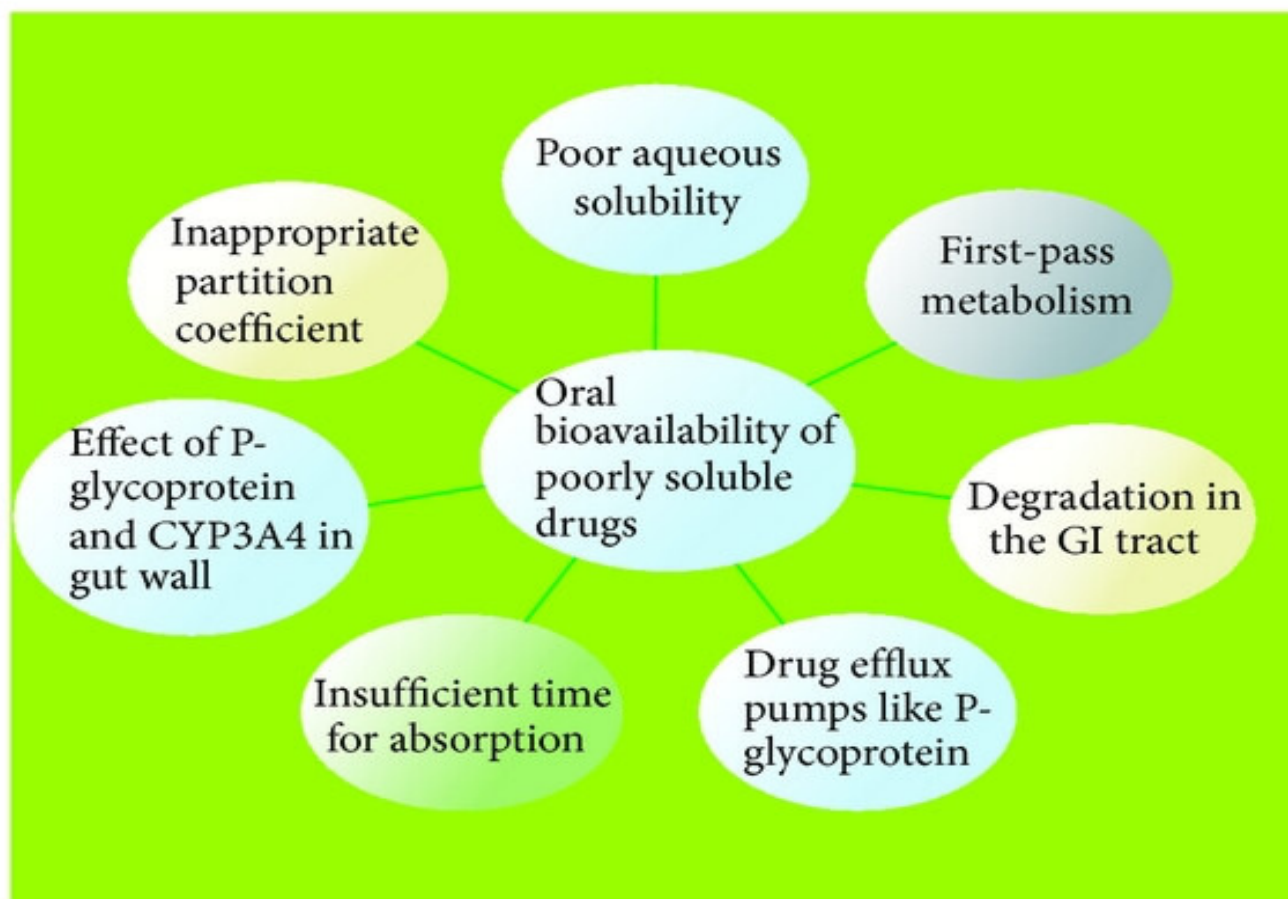 Poor aqueous
solubility
Inappropriate
partition
coefficient
First-pass
metabolism
Oral
bioavailability of
poorly soluble
drugs
Effect of P-
glycoprotein
and CYP3A4 in
gut wall
Degradation in
the GI tract
Insufficient time
for absorption
Drug efflux
pumps like P-
glycoprotein